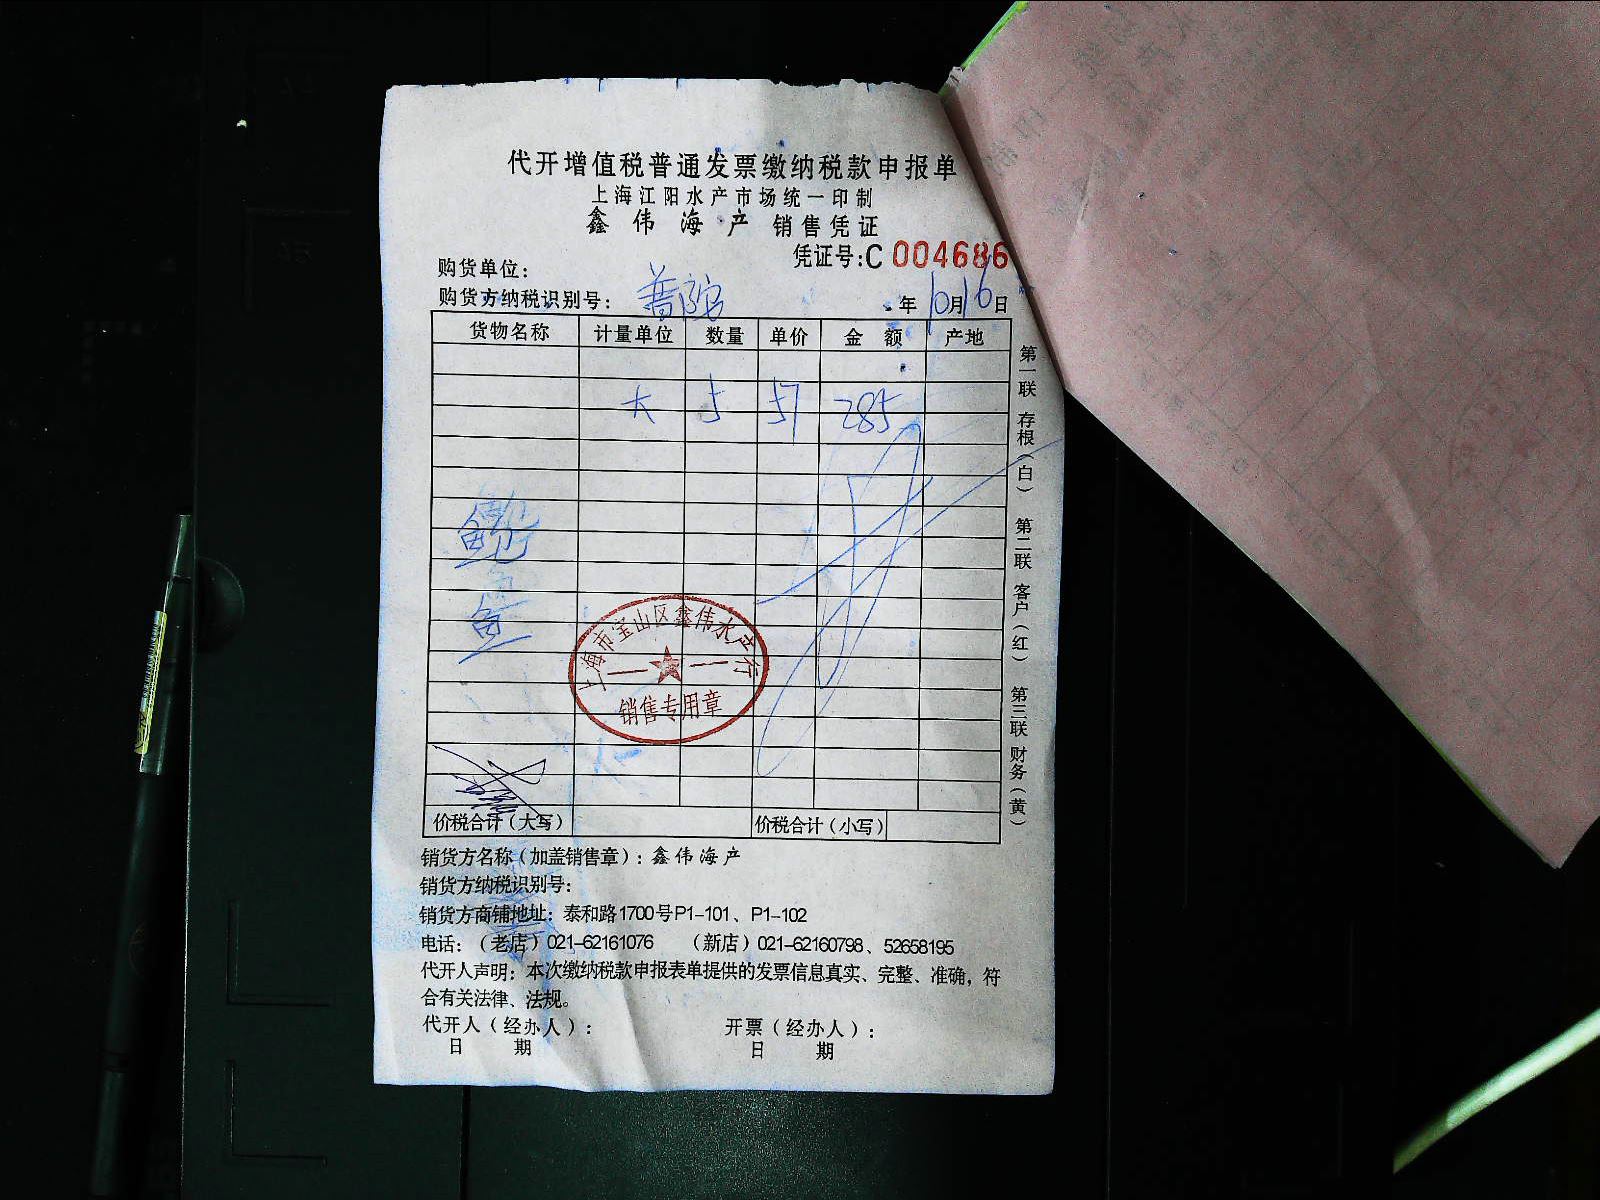 代开增值税普通发票缴纳税款申报单
上海江阳水产市场统一印制
鑫伟海产 销售凭证
凭证号:C 004686
购货单位:
购货方纳税识别号: 普陀
年 10月16日
货物名称 计量单位 数量 单价 金额 产地
大 5 57 285
鲍
鱼
上海市宝山区鑫伟水产行
销售专用章
价税合计(大写) 价税合计(小写)
第一联 存根(白) 第二联 客户(红) 第三联 财务(黄)
销货方名称(加盖销售章): 鑫伟海产
销货方纳税识别号:
销货方商铺地址: 泰和路1700号P1-101、P1-102
电话: (老店)021-62161076 (新店)021-62160798、52658195
代开人声明: 本次缴纳税款申报表单提供的发票信息真实、完整、准确,符
合有关法律、法规。
代开人(经办人): 开票(经办人):
日 期 日 期